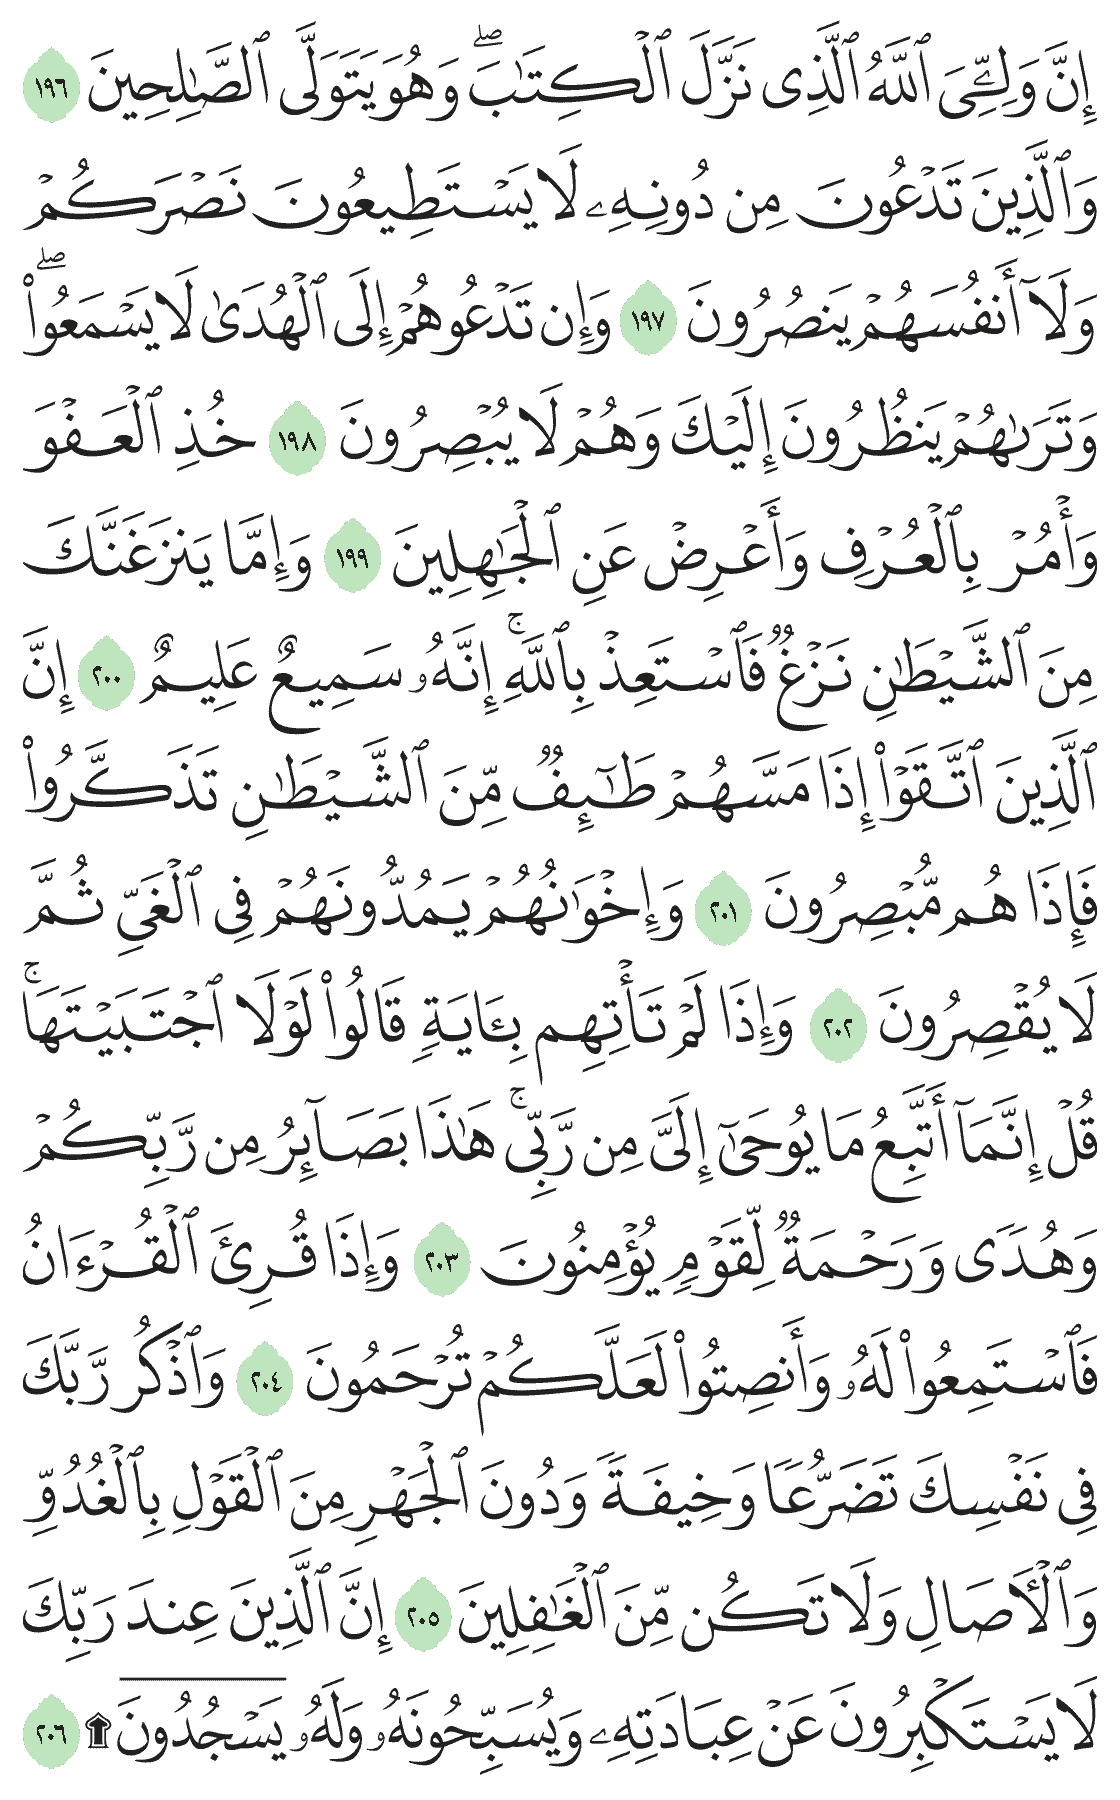 إِنَّ وَلِـِّۧيَ ٱللَّهُ ٱلَّذِى نَزَّلَ ٱلْكِتَٰبَ ۖ وَهُوَ يَتَوَلَّى ٱلصَّٰلِحِينَ ١٩٦
وَٱلَّذِينَ تَدْعُونَ مِن دُونِهِۦ لَا يَسْتَطِيعُونَ نَصْرَكُمْ
وَلَآ أَنفُسَهُمْ يَنصُرُونَ ١٩٧ وَإِن تَدْعُوهُمْ إِلَى ٱلْهُدَىٰ لَا يَسْمَعُوا۟ ۖ
وَتَرَىٰهُمْ يَنظُرُونَ إِلَيْكَ وَهُمْ لَا يُبْصِرُونَ ١٩٨ خُذِ ٱلْعَفْوَ
وَأْمُرْ بِٱلْعُرْفِ وَأَعْرِضْ عَنِ ٱلْجَٰهِلِينَ ١٩٩ وَإِمَّا يَنزَغَنَّكَ
مِنَ ٱلشَّيْطَٰنِ نَزْغٌ فَٱسْتَعِذْ بِٱللَّهِ ۚ إِنَّهُۥ سَمِيعٌ عَلِيمٌ ٢٠٠ إِنَّ
ٱلَّذِينَ ٱتَّقَوْا۟ إِذَا مَسَّهُمْ طَٰٓئِفٌ مِّنَ ٱلشَّيْطَٰنِ تَذَكَّرُوا۟
فَإِذَا هُم مُّبْصِرُونَ ٢٠١ وَإِخْوَٰنُهُمْ يَمُدُّونَهُمْ فِى ٱلْغَىِّ ثُمَّ
لَا يُقْصِرُونَ ٢٠٢ وَإِذَا لَمْ تَأْتِهِم بِـَٔايَةٍ قَالُوا۟ لَوْلَا ٱجْتَبَيْتَهَا ۚ
قُلْ إِنَّمَآ أَتَّبِعُ مَا يُوحَىٰٓ إِلَىَّ مِن رَّبِّى ۚ هَٰذَا بَصَآئِرُ مِن رَّبِّكُمْ
وَهُدًى وَرَحْمَةٌ لِّقَوْمٍ يُؤْمِنُونَ ٢٠٣ وَإِذَا قُرِئَ ٱلْقُرْءَانُ
فَٱسْتَمِعُوا۟ لَهُۥ وَأَنصِتُوا۟ لَعَلَّكُمْ تُرْحَمُونَ ٢٠٤ وَٱذْكُر رَّبَّكَ
فِى نَفْسِكَ تَضَرُّعًا وَخِيفَةً وَدُونَ ٱلْجَهْرِ مِنَ ٱلْقَوْلِ بِٱلْغُدُوِّ
وَٱلْـَٔاصَالِ وَلَا تَكُن مِّنَ ٱلْغَٰفِلِينَ ٢٠٥ إِنَّ ٱلَّذِينَ عِندَ رَبِّكَ
لَا يَسْتَكْبِرُونَ عَنْ عِبَادَتِهِۦ وَيُسَبِّحُونَهُۥ وَلَهُۥ يَسْجُدُونَ ۩ ٢٠٦